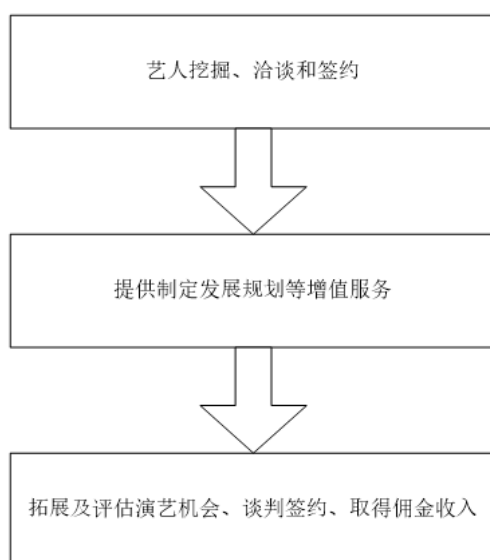 艺人挖掘、洽谈和签约
提供制定发展规划等增值服务
拓展及评估演艺机会、谈判签约、取得佣金收入